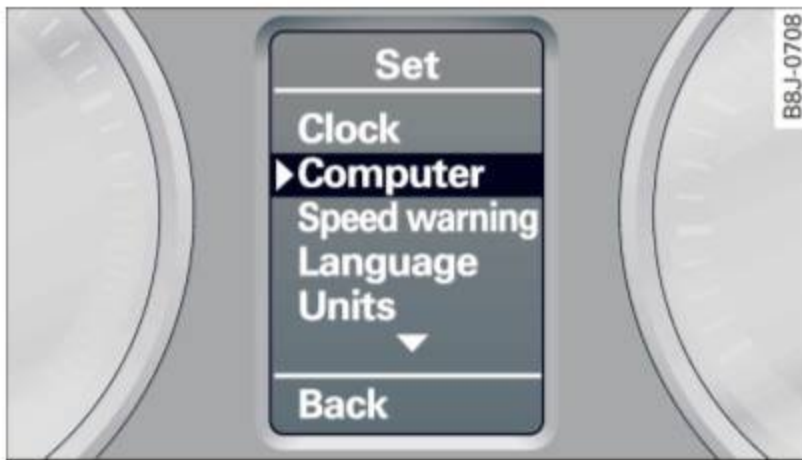 Set
Clock
Computer
Speed warning
Language
Units
Back
B8J-0708